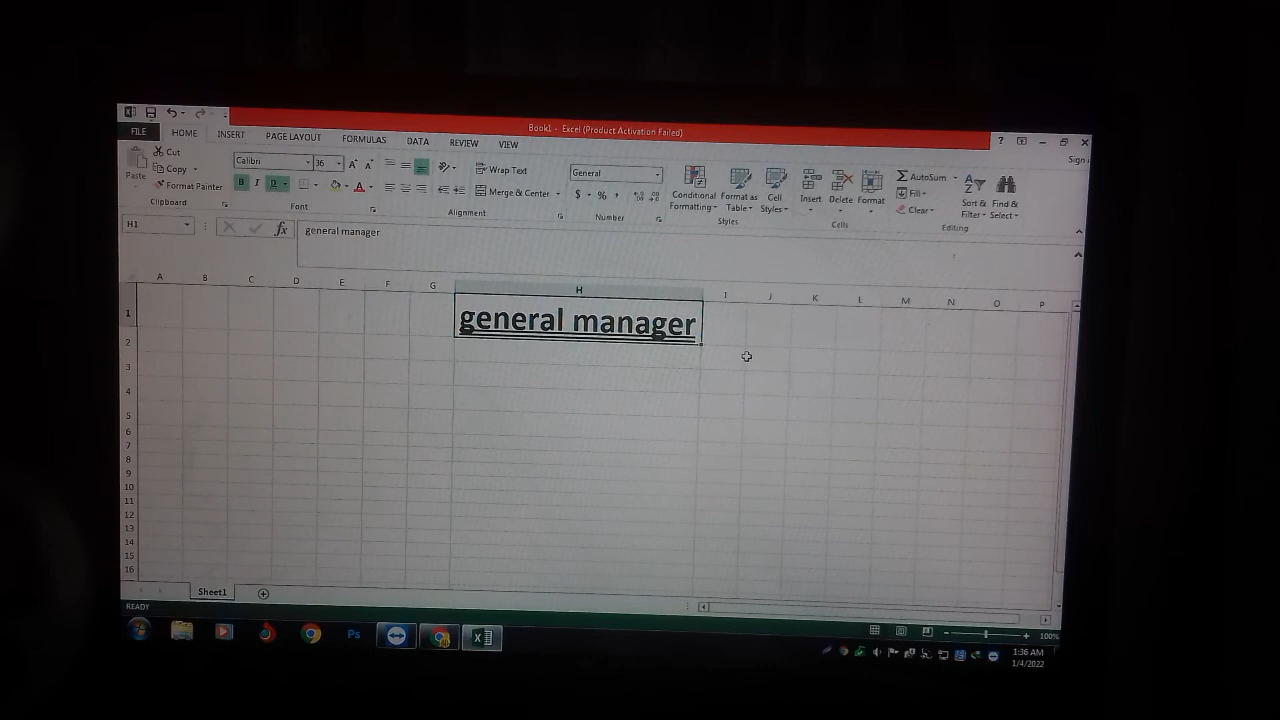 Book1 - Excel (Product Activation Failed)
FILE HOME INSERT PAGE LAYOUT FORMULAS DATA REVIEW VIEW
Sign i
Paste
Cut
Copy
Format Painter
Clipboard
Calibri 36
B I D
Font
Wrap Text
Merge & Center
Alignment
General
$ % ,
Number
Conditional Formatting
Format as Table
Cell Styles
Styles
Insert Delete Format
Cells
AutoSum
Fill
Clear
Sort & Filter
Find & Select
Editing
H1
fx
general manager
A B C D E F G H I J K L M N O P
1
general manager
2
3
4
5
6
7
8
9
10
11
12
13
14
15
16
Sheet1
READY
100%
Ps
1:36 AM
1/4/2022